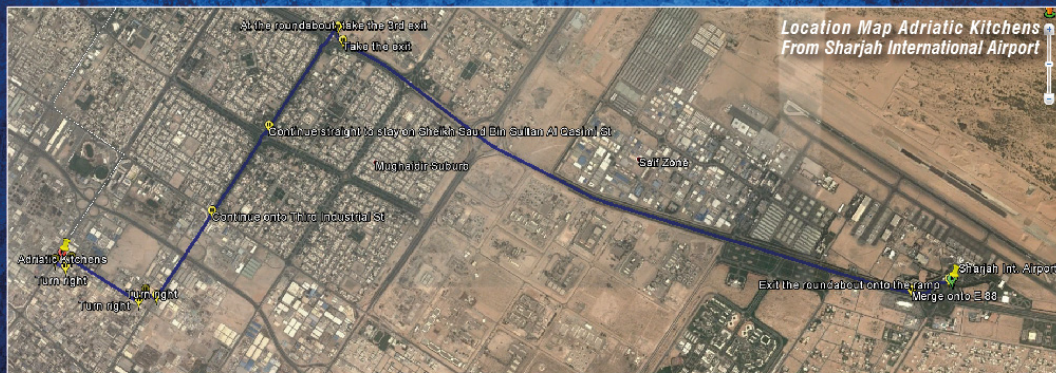 Location Map Adriatic Kitchens
From Sharjah International Airport
At the roundabout, take the 3rd exit
Take the exit
Continue straight to stay on Sheikh Saud Bin Sultan Al Qasimi St
Mughaidir Suburb
Saif Zone
Continue onto Third Industrial St
Adriatic Kitchens
Turn right
Turn right
Turn right
Sharjah Int. Airport
Exit the roundabout onto the ramp
Merge onto E 88